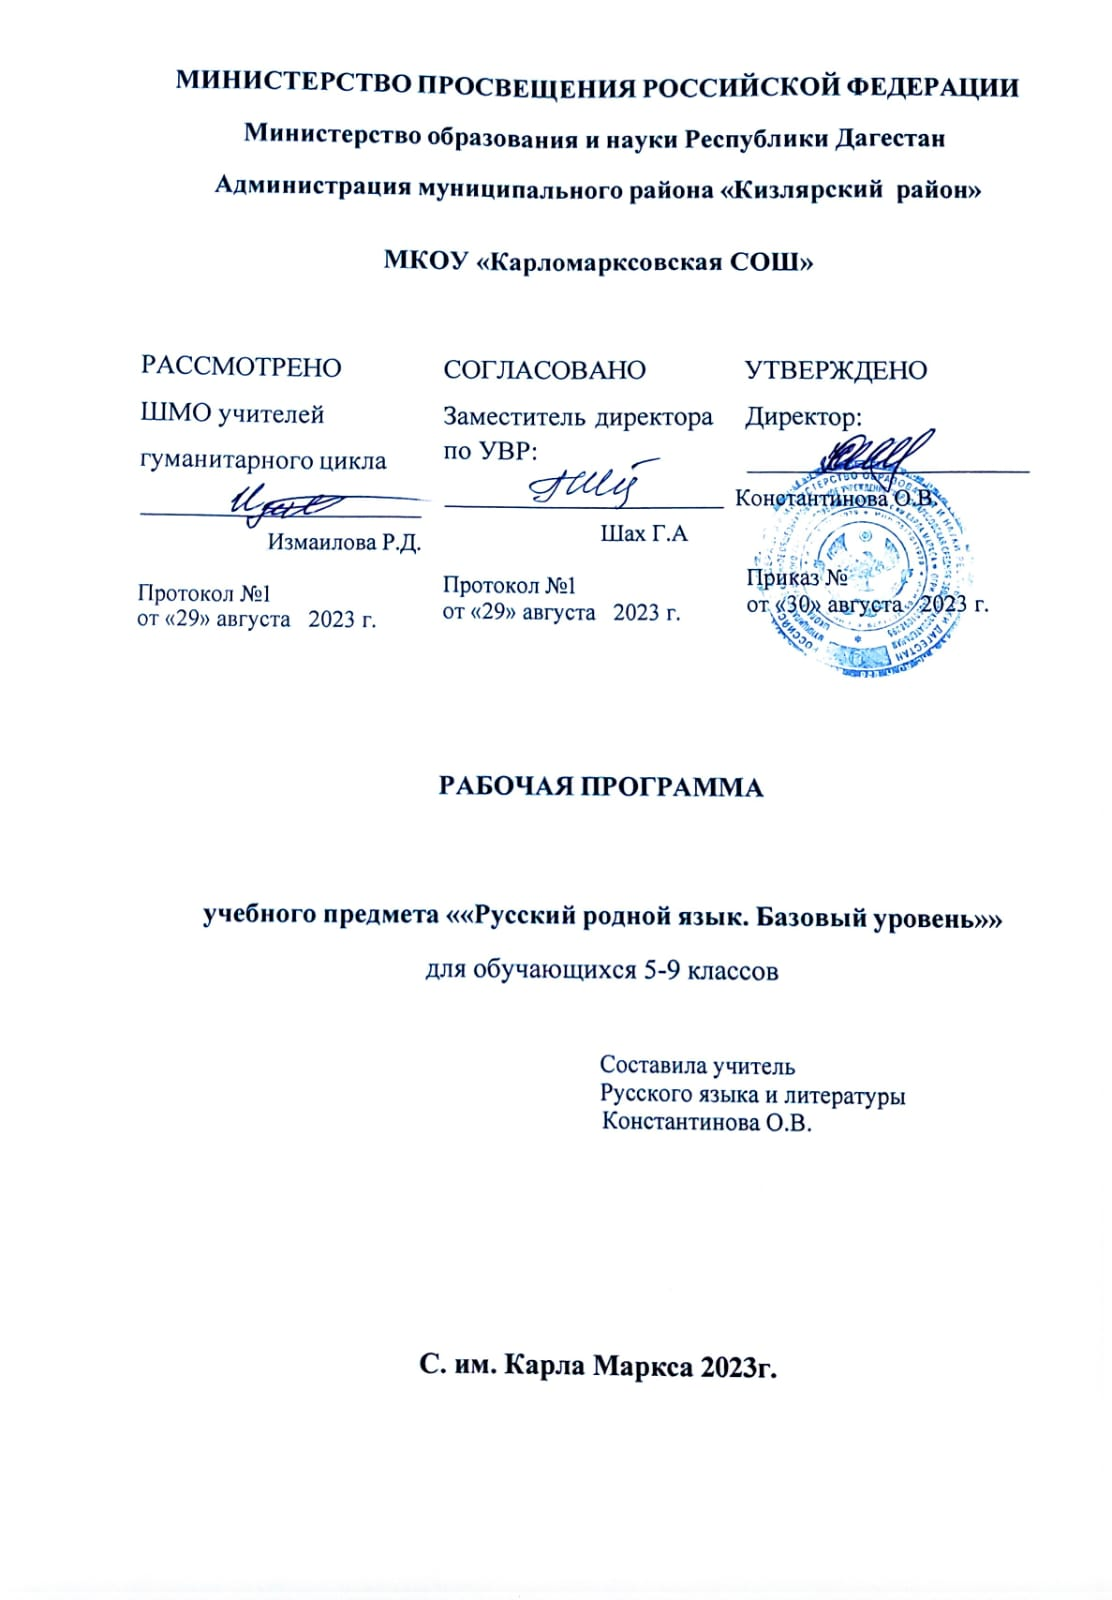 МИНИСТЕРСТВО ПРОСВЕЩЕНИЯ РОССИЙСКОЙ ФЕДЕРАЦИИ
Министерство образования и науки Республики Дагестан
Администрация муниципального района «Кизлярский район»
МКОУ «Карломарксовская СОШ»
РАССМОТРЕНО
ШМО учителей
гуманитарного цикла
Измаилова Р.Д.
Протокол №1
от «29» августа 2023 г.
СОГЛАСОВАНО
Заместитель директора
по УВР:
Шах Г.А
Протокол №1
от «29» августа 2023 г.
УТВЕРЖДЕНО
Директор:
Константинова О.В.
Приказ №
от «30» августа 2023 г.
РАБОЧАЯ ПРОГРАММА
учебного предмета ««Русский родной язык. Базовый уровень»»
для обучающихся 5-9 классов
Составила учитель
Русского языка и литературы
Константинова О.В.
С. им. Карла Маркса 2023г.